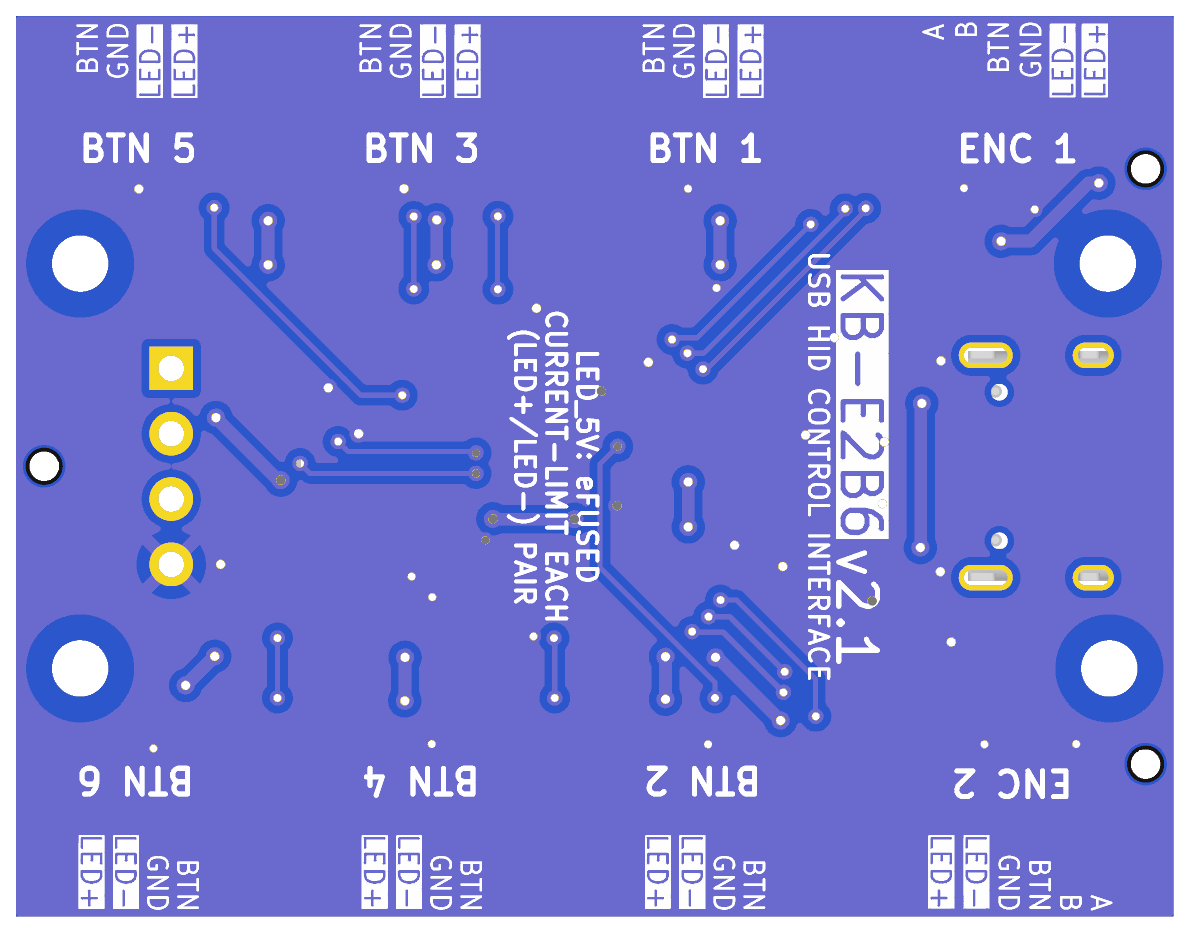 BTN
GND
LED-
LED+
BTN
GND
LED-
LED+
BTN
GND
LED-
LED+
A
B
BTN
GND
LED-
LED+
BTN 5
BTN 3
BTN 1
ENC 1
KB-E2B6 v2.1
USB HID CONTROL INTERFACE
LED_5V: eFUSED
CURRENT-LIMIT EACH
(LED+/LED-) PAIR
BTN 6
BTN 4
BTN 2
ENC 2
LED+
LED-
GND
BTN
LED+
LED-
GND
BTN
LED+
LED-
GND
BTN
LED+
LED-
GND
BTN
B
A